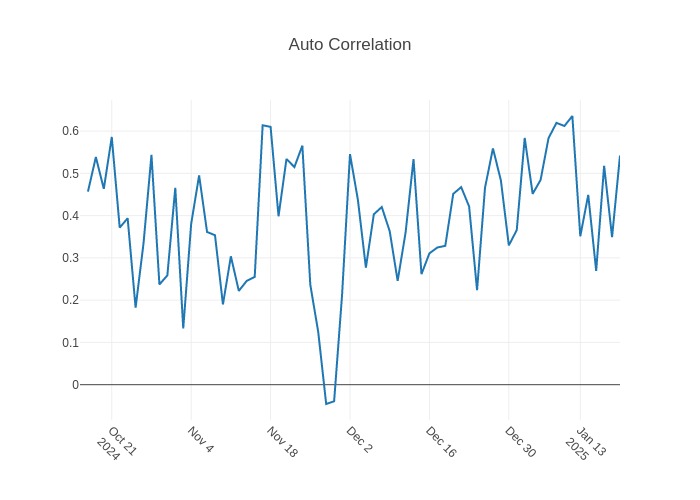 Auto Correlation
0.6
0.5
0.4
0.3
0.2
0.1
0
Oct 21
2024
Nov 4
Nov 18
Dec 2
Dec 16
Dec 30
Jan 13
2025